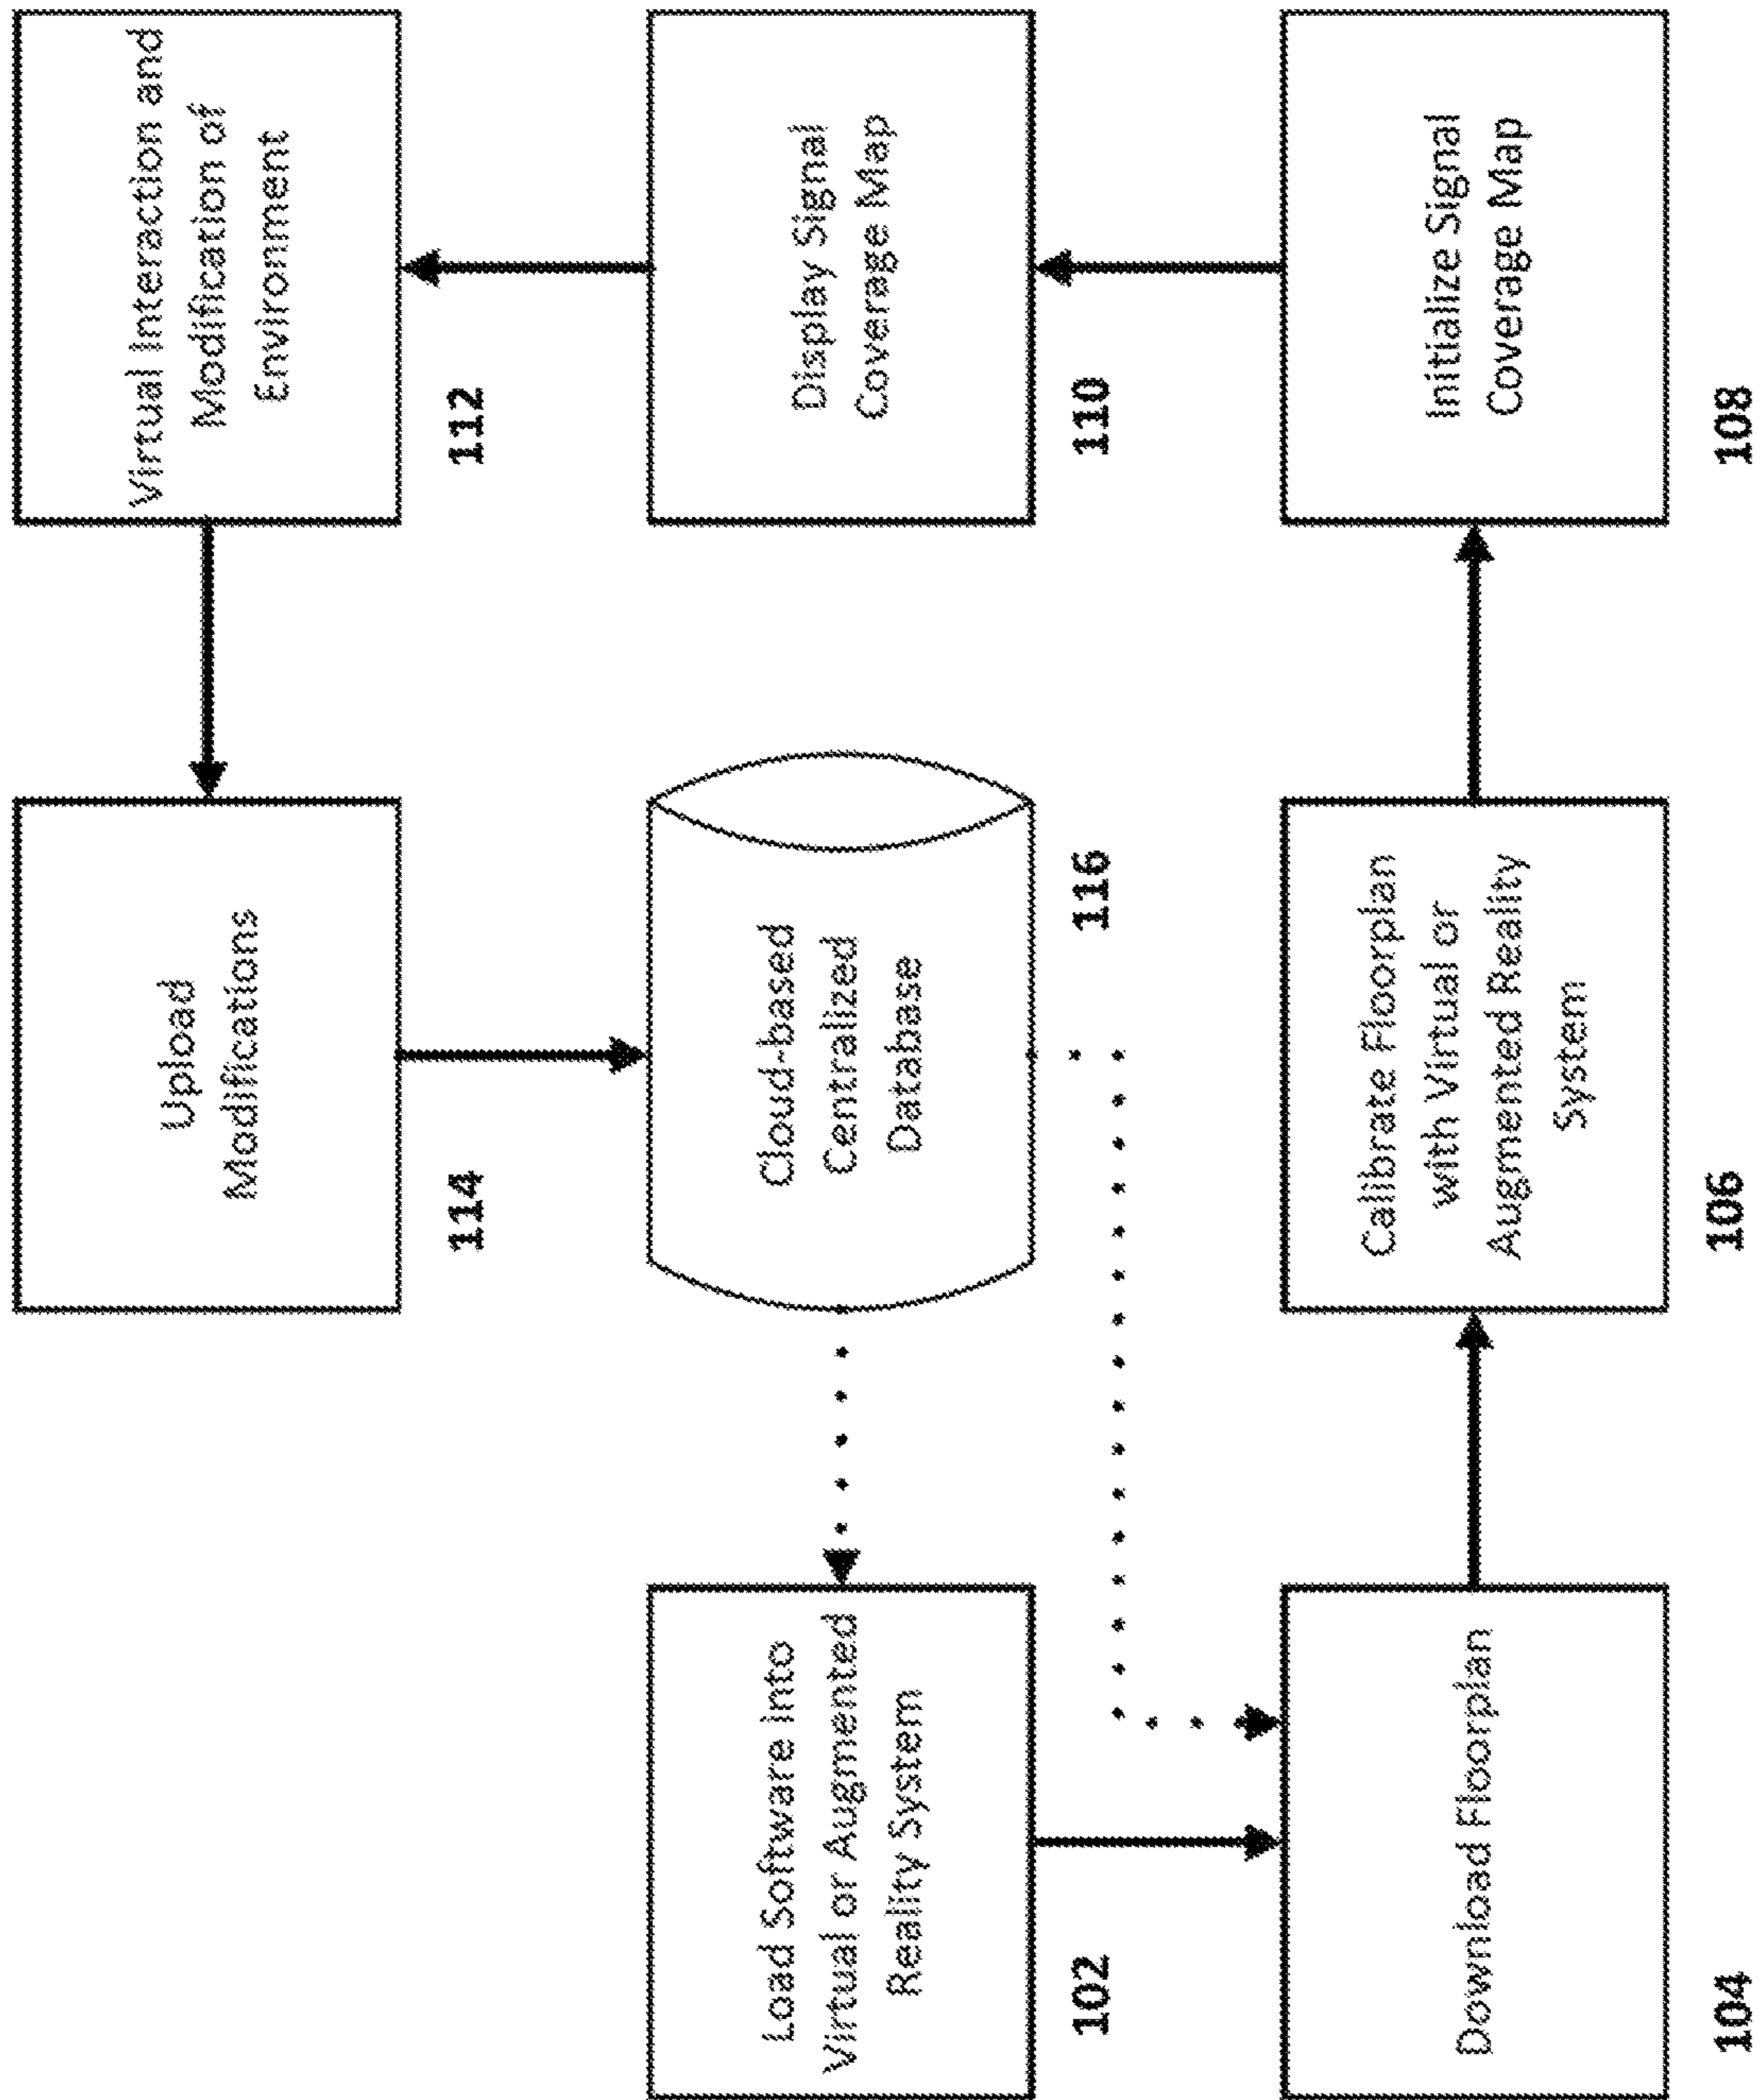 Load Software into
Virtual or Augmented
Reality System
102
Download Floorplan
104
Calibrate Floorplan
with Virtual or
Augmented Reality
System
106
Initialize Signal
Coverage Map
108
Display Signal
Coverage Map
110
Virtual Interaction and
Modification of
Environment
112
Upload
Modifications
114
Cloud-based
Centralized
Database
116